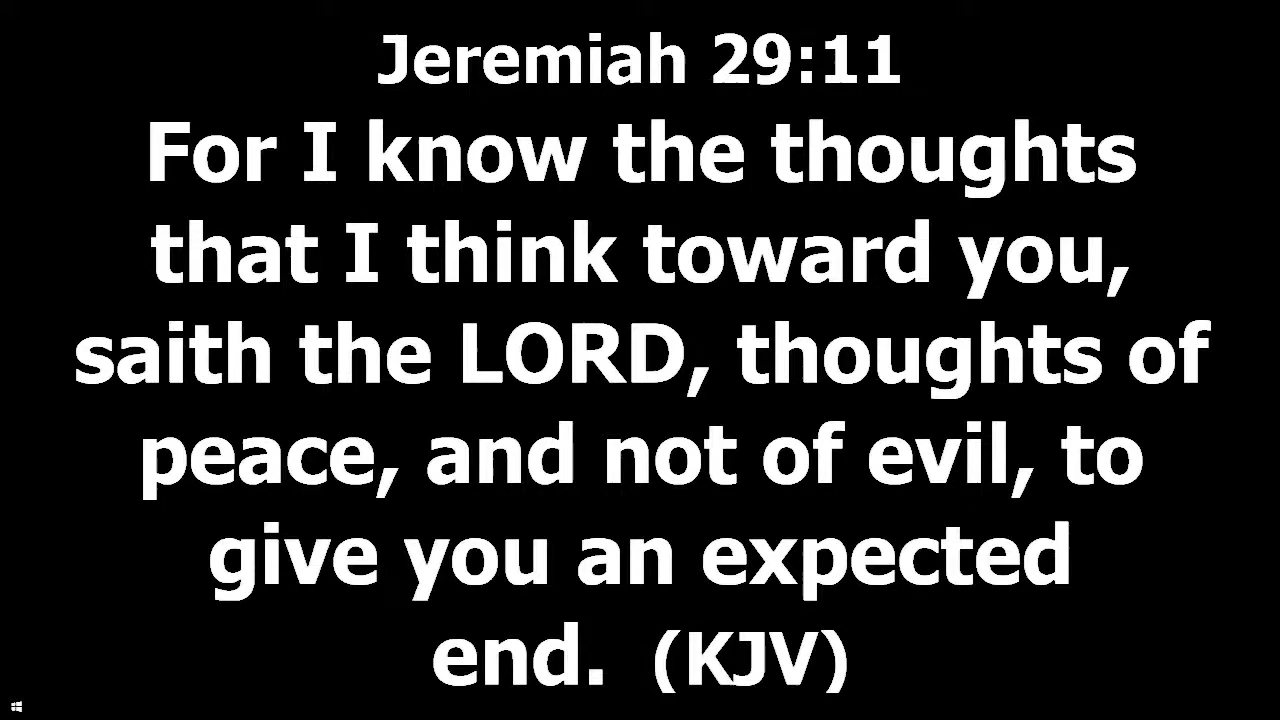 Jeremiah 29:11
For I know the thoughts
that I think toward you,
saith the LORD, thoughts of
peace, and not of evil, to
give you an expected
end.  (KJV)